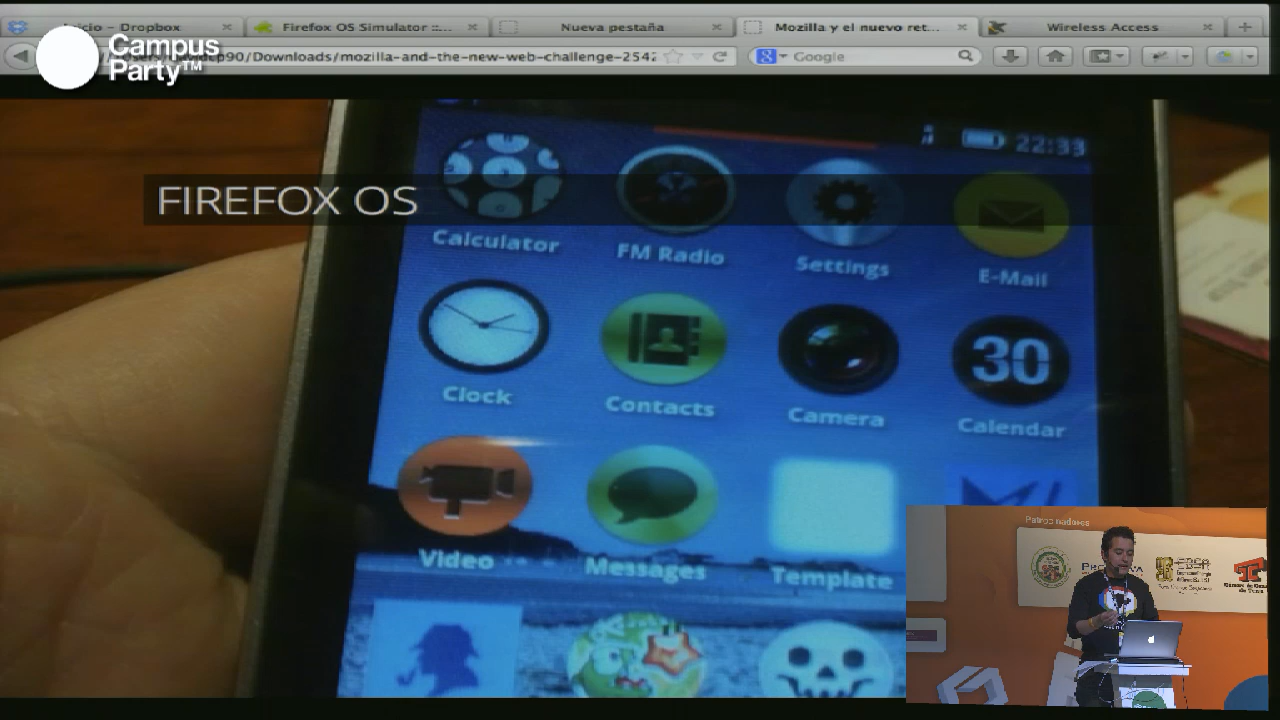 Inicio – Dropbox
Firefox OS Simulator ::...
Nueva pestaña
Mozilla y el nuevo ret...
Wireless Access
Campus
Party™
p90/Downloads/mozilla-and-the-new-web-challenge-2542
Google
22:33
FIREFOX OS
Calculator
FM Radio
Settings
E-Mail
30
Clock
Contacts
Camera
Calendar
Video
Messages
Template
Patrocinadores
EBSA